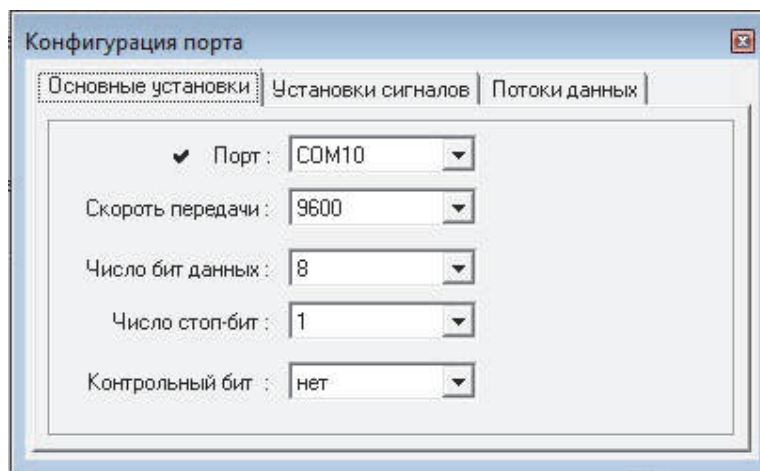 Конфигурация порта
Основные установки Установки сигналов Потоки данных
Порт: COM10
Скороть передачи: 9600
Число бит данных: 8
Число стоп-бит: 1
Контрольный бит : нет